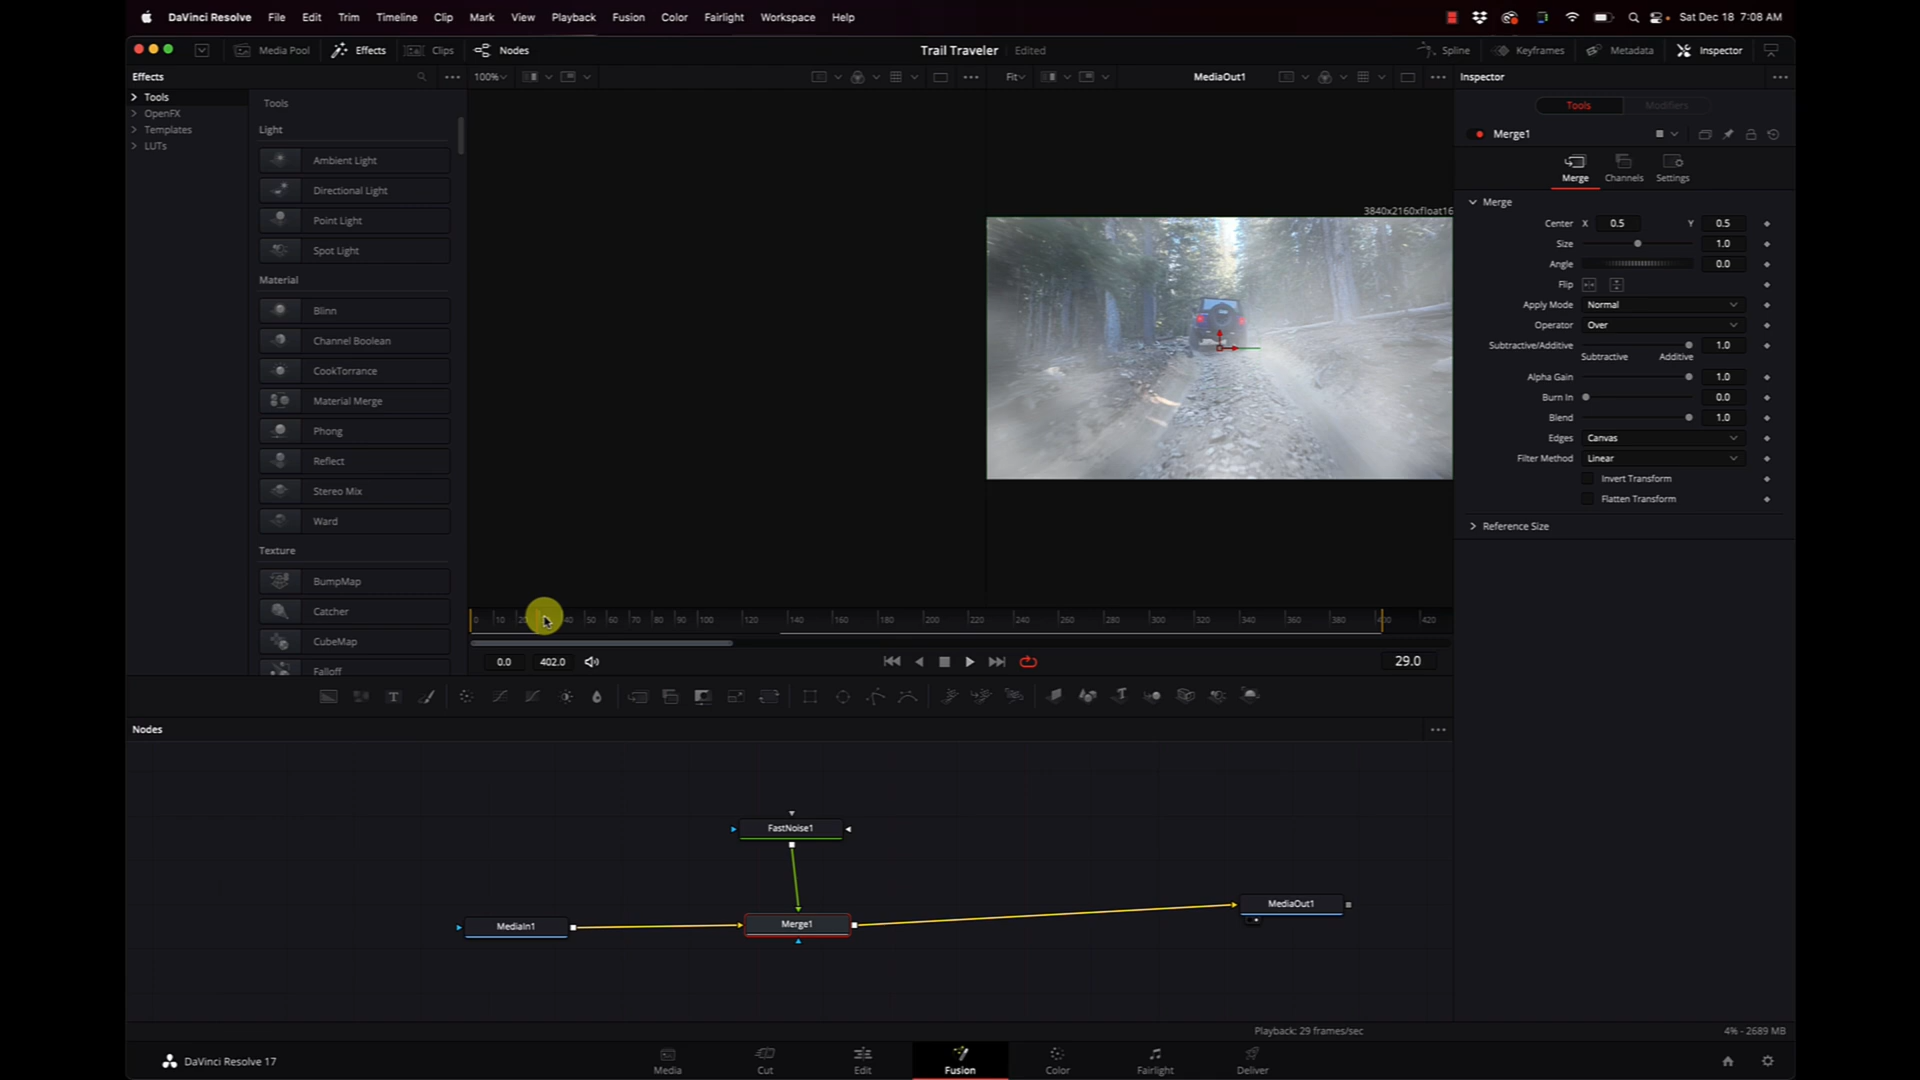 DaVinci Resolve File Edit Trim Timeline Clip Mark View Playback Fusion Color Fairlight Workspace Help
Sat Dec 18 7:08 AM
Media Pool Effects Clips Nodes
Trail Traveler Edited
Spline Keyframes Metadata Inspector
Effects
100%
Fit
MediaOut1
Inspector
Tools
OpenFX
Templates
LUTs
Tools
Light
Ambient Light
Directional Light
Point Light
Spot Light
Material
Blinn
Channel Boolean
CookTorrance
Material Merge
Phong
Reflect
Stereo Mix
Ward
Texture
BumpMap
Catcher
CubeMap
Falloff
3840x2160xfloat16
Tools Modifiers
Merge1
Merge Channels Settings
Merge
Center X 0.5 Y 0.5
Size 1.0
Angle 0.0
Flip
Apply Mode Normal
Operator Over
Subtractive/Additive 1.0
Subtractive Additive
Alpha Gain 1.0
Burn In 0.0
Blend 1.0
Edges Canvas
Filter Method Linear
Invert Transform
Flatten Transform
Reference Size
0 10 50 60 70 80 90 100 120 140 160 180 200 220 240 260 280 300 320 340 360 380 420
0.0 402.0
29.0
Nodes
FastNoise1
MediaIn1
Merge1
MediaOut1
Playback: 29 frames/sec
4% - 2689 MB
DaVinci Resolve 17
Media Cut Edit Fusion Color Fairlight Deliver